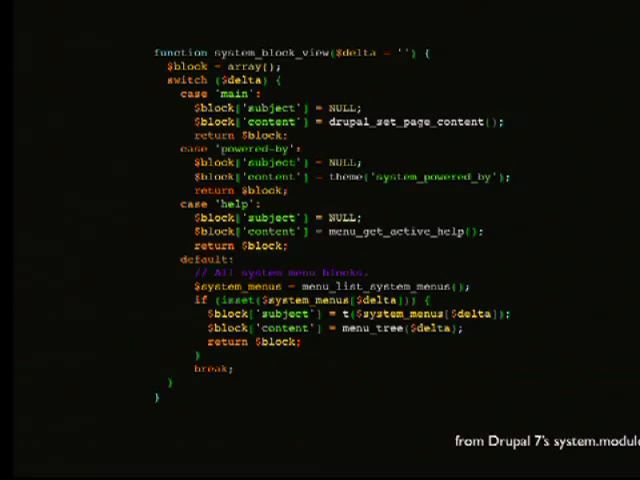 function system_block_view($delta = '') {
$block = array();
switch ($delta) {
case 'main':
$block['subject'] = NULL;
$block['content'] = drupal_set_page_content();
return $block;
case 'powered-by':
$block['subject'] = NULL;
$block['content'] = theme('system_powered_by');
return $block;
case 'help':
$block['subject'] = NULL;
$block['content'] = menu_get_active_help();
return $block;
default:
// All system menu blocks.
$system_menus = menu_list_system_menus();
if (isset($system_menus[$delta])) {
$block['subject'] = t($system_menus[$delta]);
$block['content'] = menu_tree($delta);
return $block;
}
break;
}
}
from Drupal 7's system.module